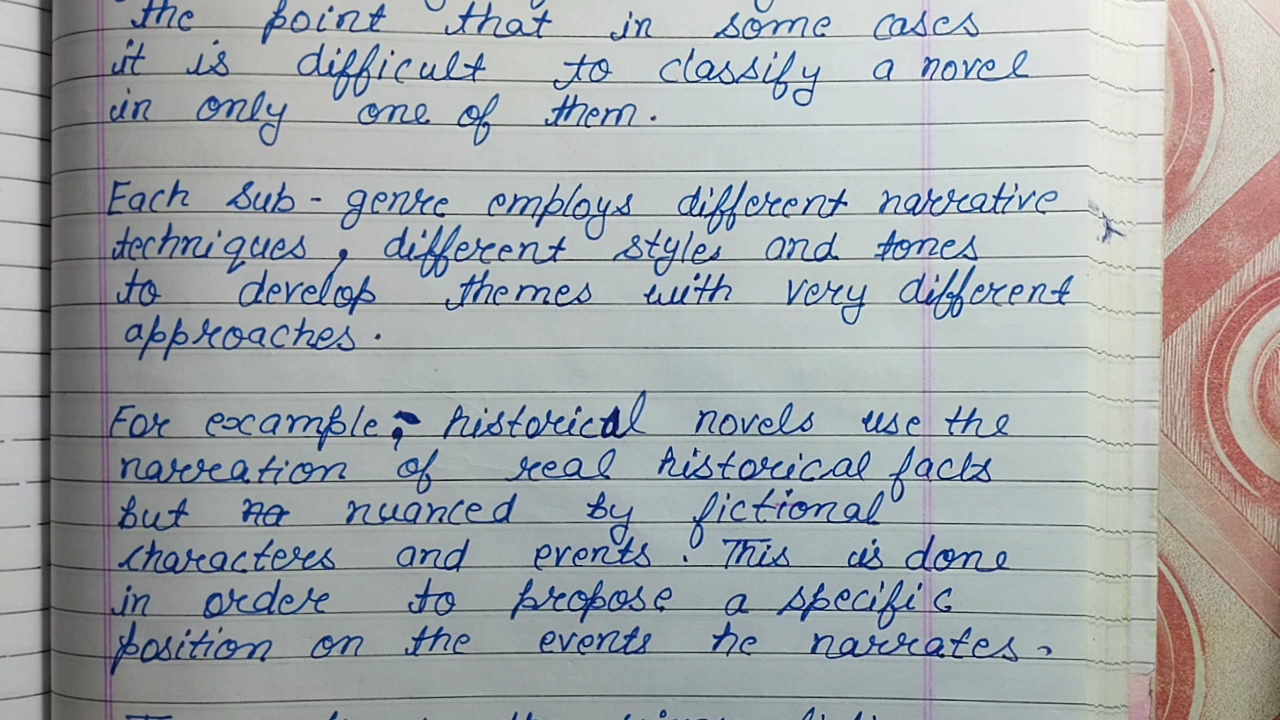 the point that in some cases
it is difficult to classify a novel
in only one of them.
Each sub-genre employs different narrative
techniques, different styles and tones
to develop themes with very different
approaches.
For example, historical novels use the
narration of real historical facts
but nuanced by fictional
characters and events. This is done
in order to propose a specific
position on the events he narrates.